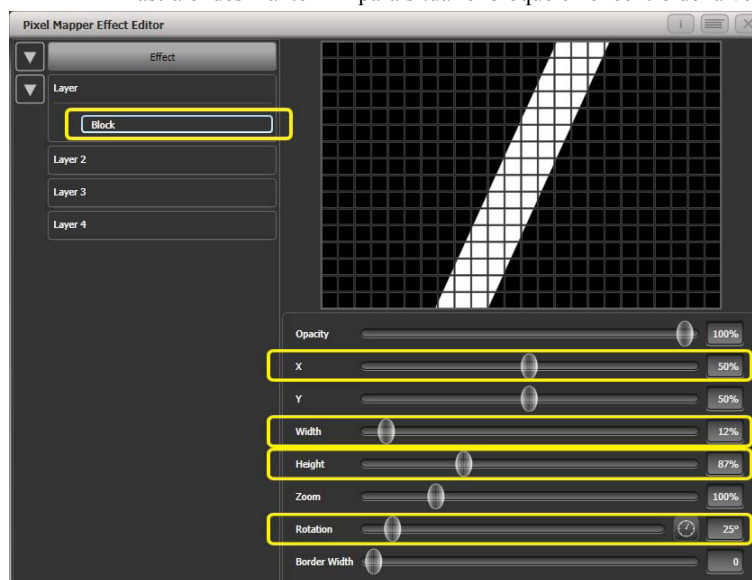 Pixel Mapper Effect Editor
Effect
Layer
Block
Layer 2
Layer 3
Layer 4
Opacity 100%
X 50%
Y 50%
Width 12%
Height 87%
Zoom 100%
Rotation 25º
Border Width 0